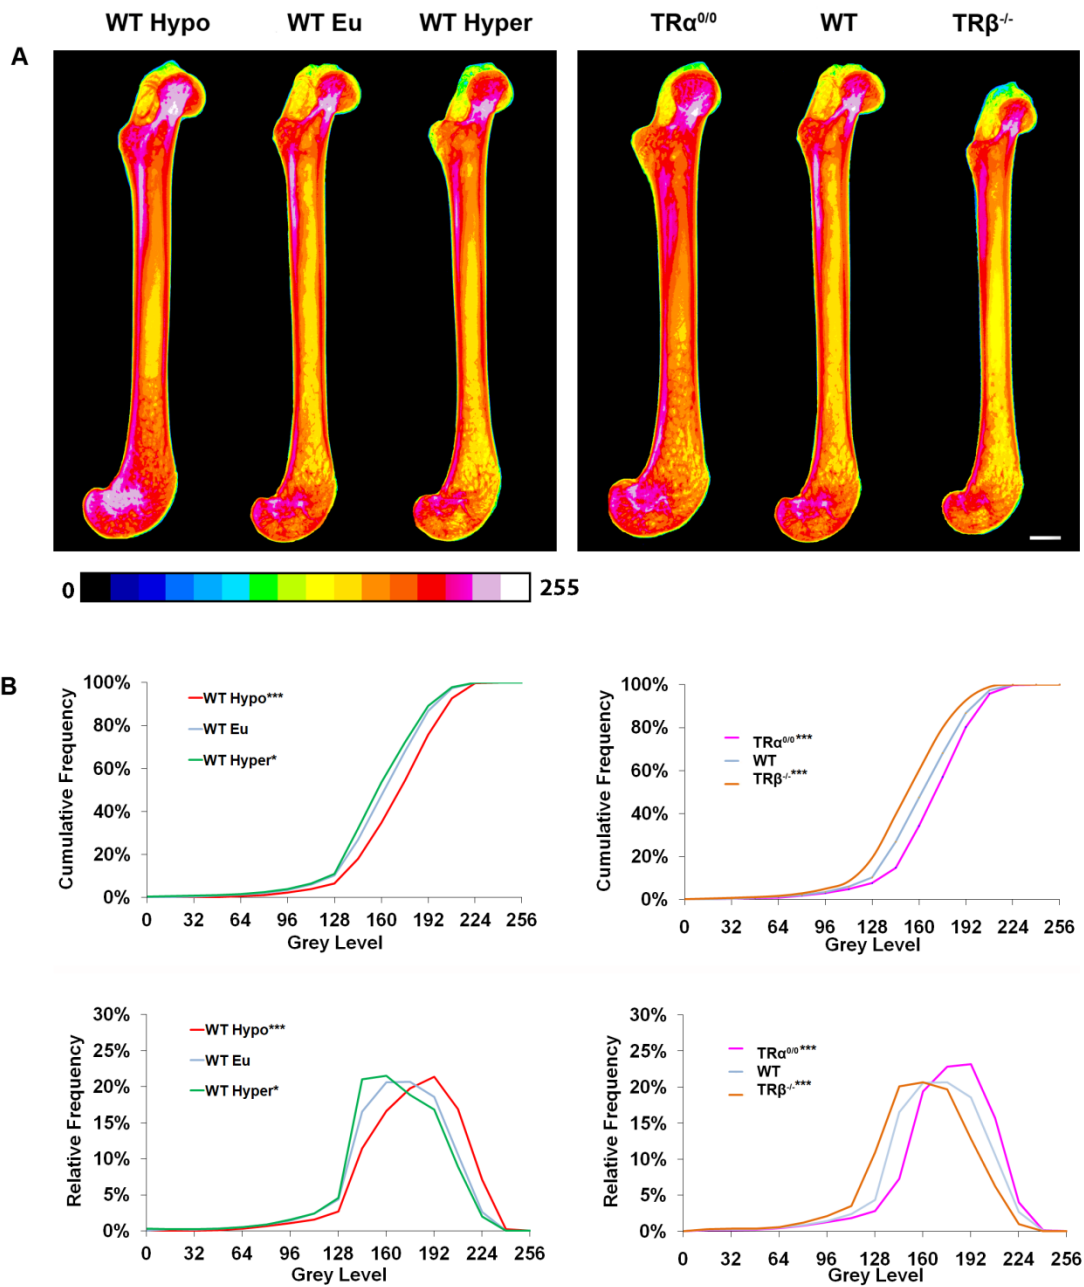 WT Hypo WT Eu WT Hyper TRα0/0 WT TRβ-/-
A
0 255
B
Cumulative Frequency
100%
80%
60%
40%
20%
0%
WT Hypo***
WT Eu
WT Hyper*
0 32 64 96 128 160 192 224 256
Grey Level
Cumulative Frequency
100%
80%
60%
40%
20%
0%
TRα0/0***
WT
TRβ-/-***
0 32 64 96 128 160 192 224 256
Grey Level
Relative Frequency
30%
25%
20%
15%
10%
5%
0%
WT Hypo***
WT Eu
WT Hyper*
0 32 64 96 128 160 192 224 256
Grey Level
Relative Frequency
30%
25%
20%
15%
10%
5%
0%
TRα0/0***
WT
TRβ-/-***
0 32 64 96 128 160 192 224 256
Grey Level